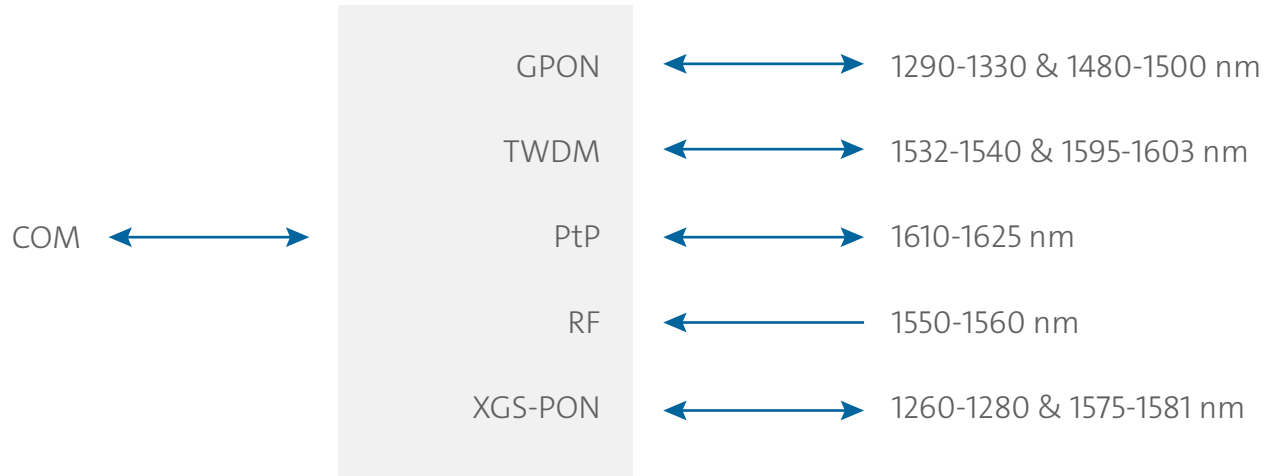 GPON 1290-1330 & 1480-1500 nm
TWDM 1532-1540 & 1595-1603 nm
COM PtP 1610-1625 nm
RF 1550-1560 nm
XGS-PON 1260-1280 & 1575-1581 nm